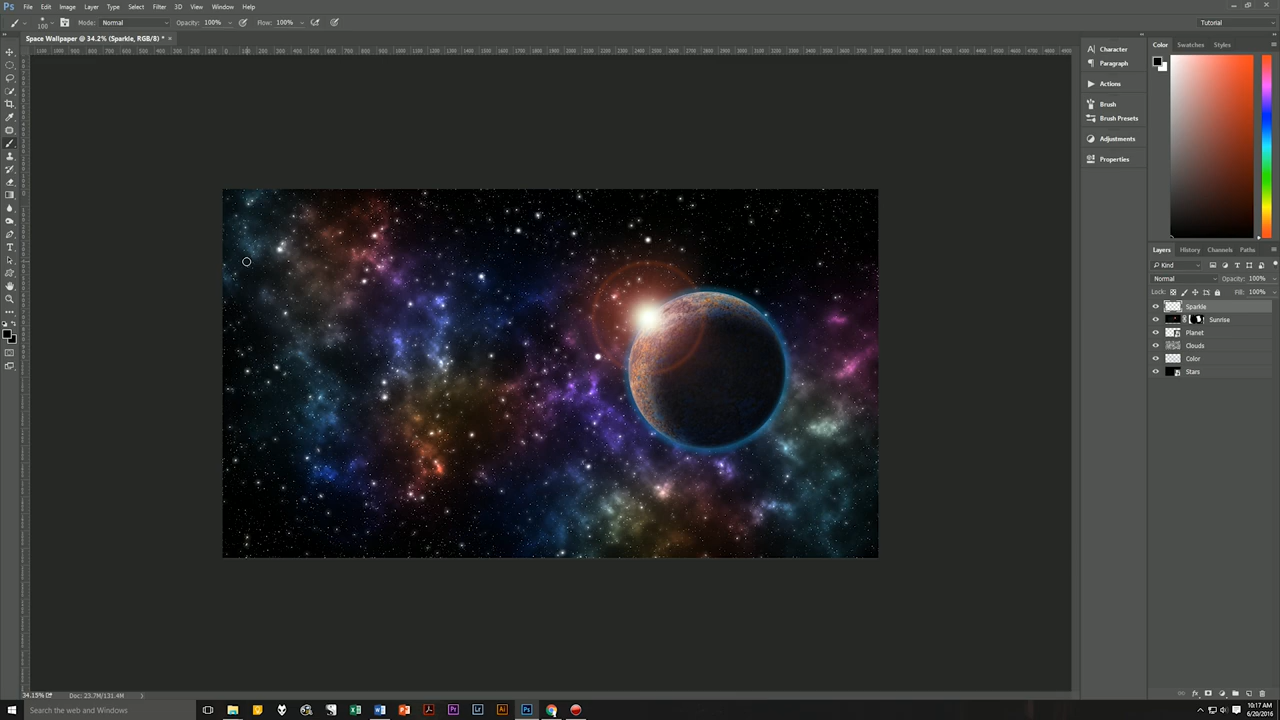 Ps File Edit Image Layer Type Select Filter 3D View Window Help
100 Mode: Normal Opacity: 100% Flow: 100% Tutorial
Space Wallpaper @ 34.2% (Sparkle, RGB/8) * ×
Character
Paragraph
Actions
Brush
Brush Presets
Adjustments
Properties
Color Swatches Styles
Layers History Channels Paths
Kind
Normal Opacity: 100%
Lock: Fill: 100%
Sparkle
Sunrise
Planet
Clouds
Color
Stars
34.15% Doc: 23.7M/131.4M
Search the web and Windows
10:17 AM
6/20/2016